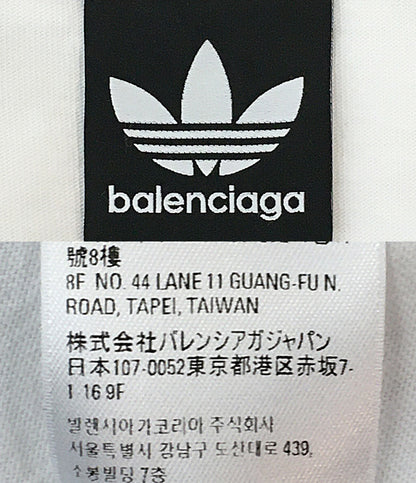 balenciaga
號8樓
8F NO. 44 LANE 11 GUANG-FU N.
ROAD, TAPEI, TAIWAN
株式会社バレンシアガジャパン
日本107-0052東京都港区赤坂7-
1 16 9F
발렌시아가코리아 주식회사
서울특별시 강남구 도산대로 439,
소봉빌딩 7층